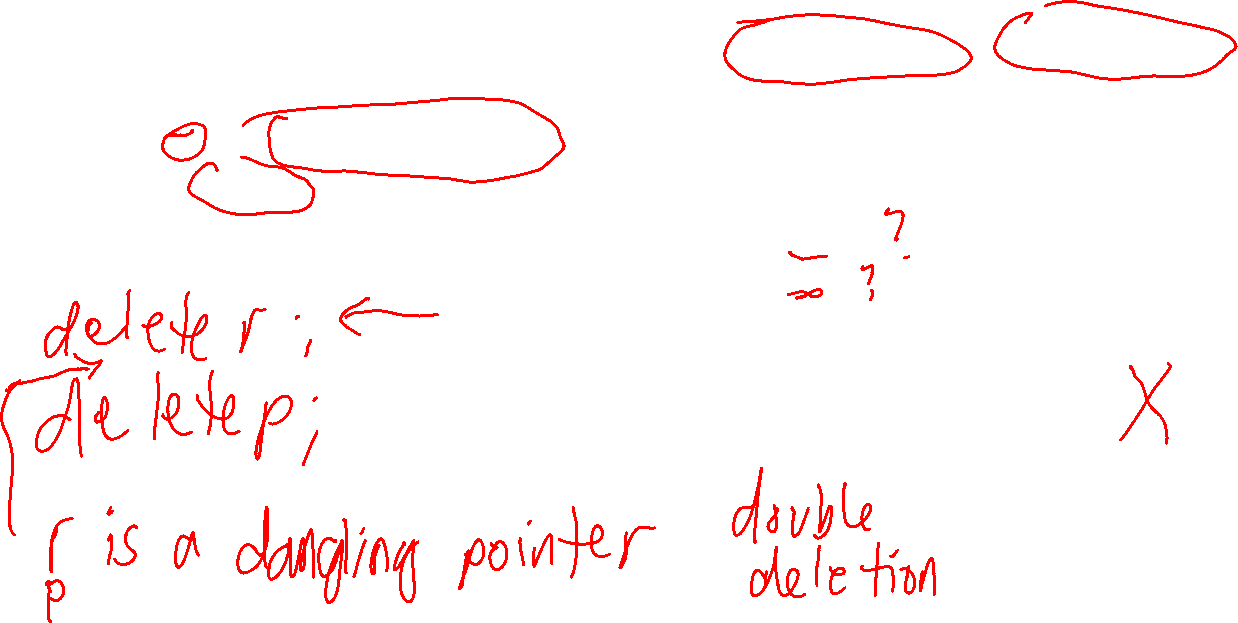 = ? ?
delete r;
delete p;
r is a dangling pointer
p
double
deletion
X